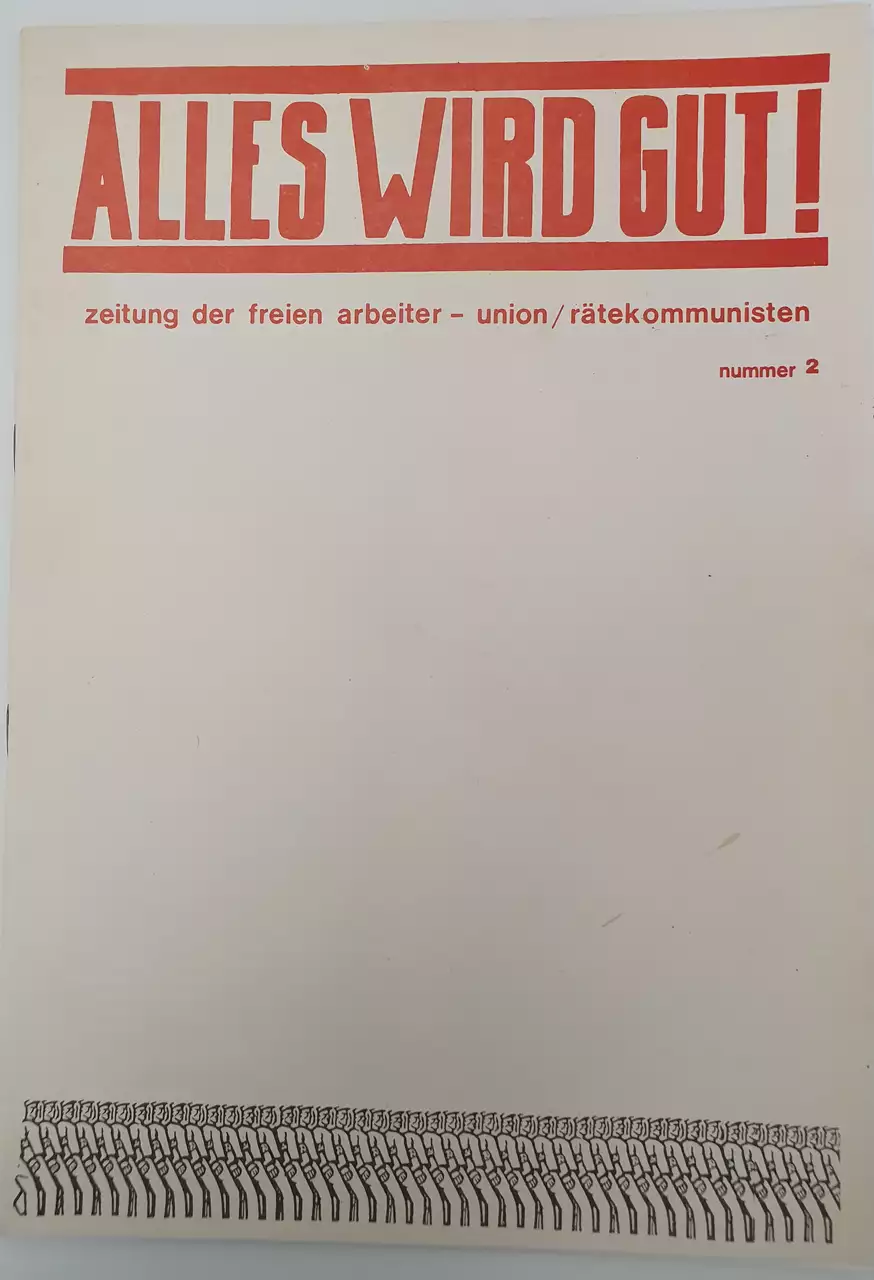 ALLES WIRD GUT!
zeitung der freien arbeiter - union / rätekommunisten
nummer 2